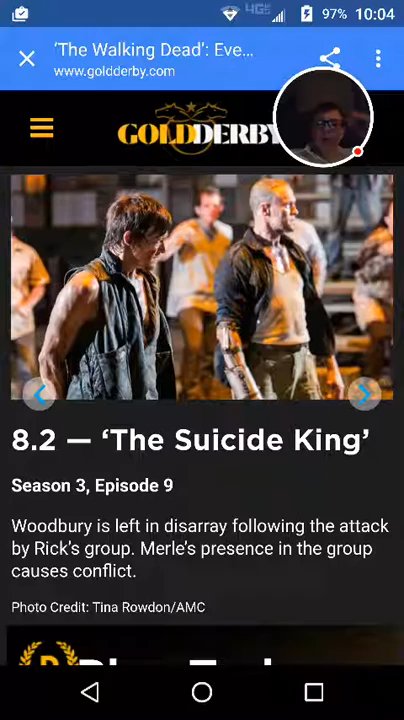 4G LTE 97% 10:04
‘The Walking Dead’: Eve...
www.goldderby.com
GOLDDERBY
8.2 — ‘The Suicide King’
Season 3, Episode 9
Woodbury is left in disarray following the attack
by Rick’s group. Merle’s presence in the group
causes conflict.
Photo Credit: Tina Rowdon/AMC